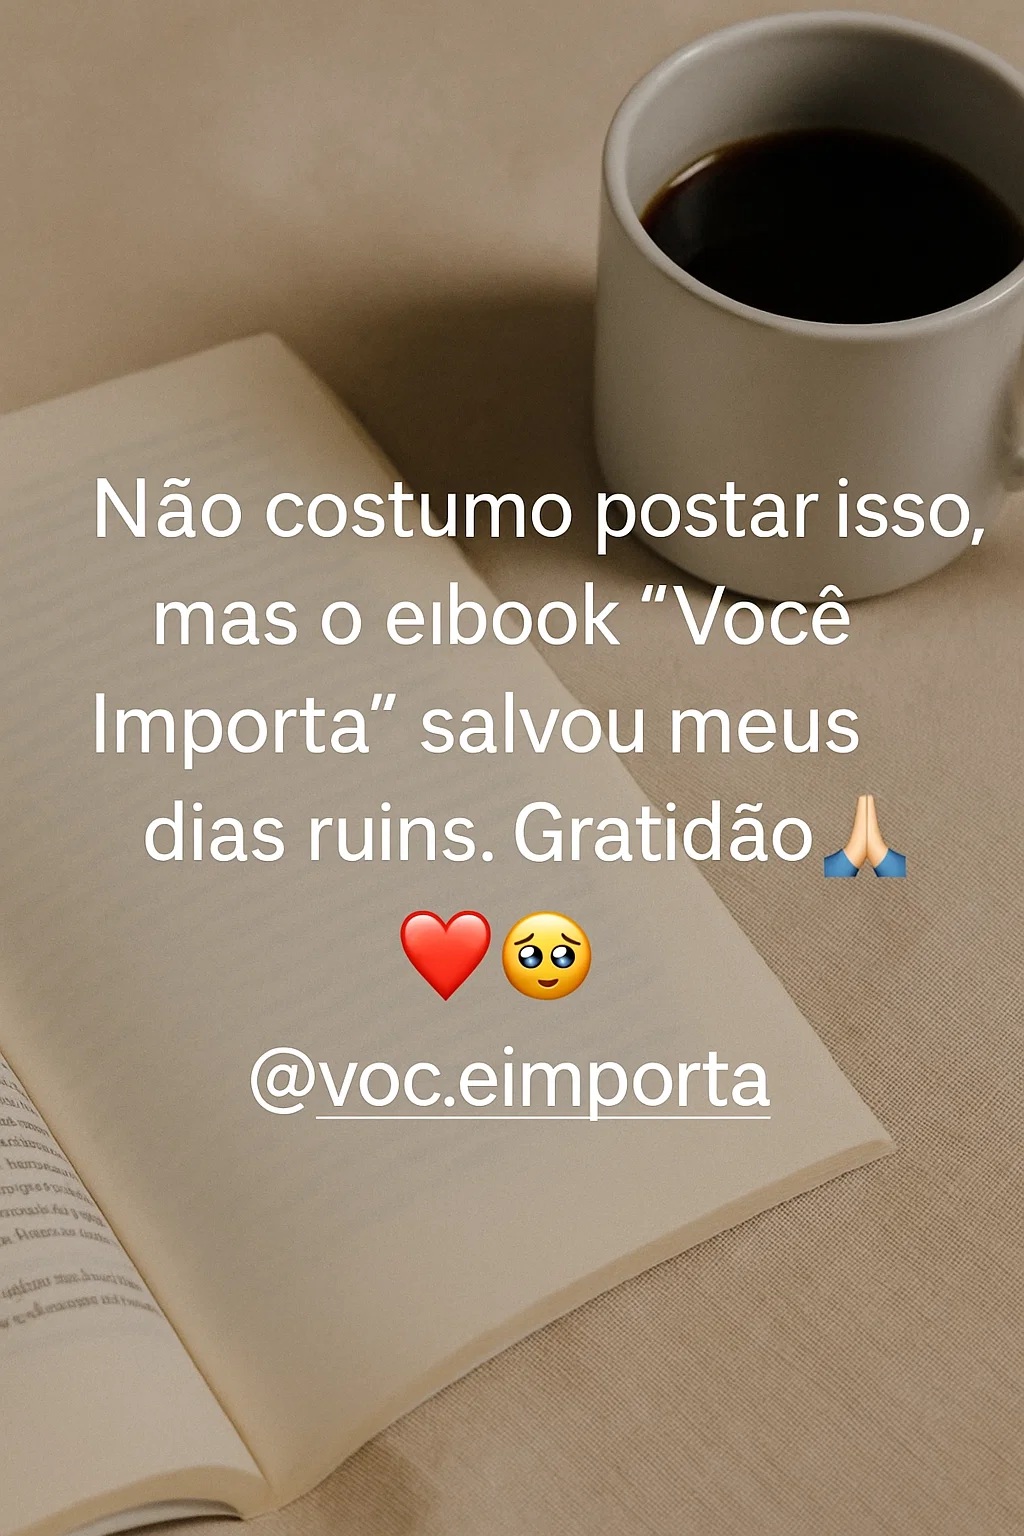 Não costumo postar isso,
mas o eıbook “Você
Importa” salvou meus
dias ruins. Gratidão🙏🏻
❤️🥹
@voc.eimporta